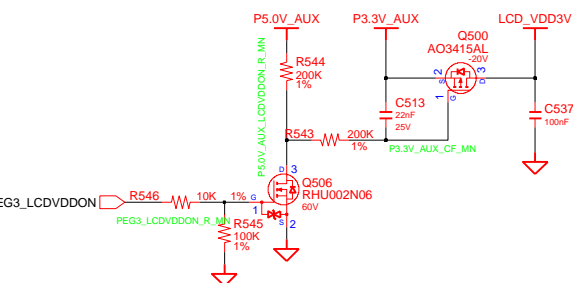 P5.0V_AUX
P3.3V_AUX
LCD_VDD3V
Q500
AO3415AL
-20V
2
3
S
D
1
G
P5.0V_AUX_LCDVDDON_R_MN
R544
200K
1%
C513
22nF
25V
C537
100nF
R543
200K
1%
P3.3V_AUX_CF_MN
D
3
Q506
RHU002N06
60V
EG3_LCDVDDON
R546
10K
1%
G
1
S
2
PEG3_LCDVDDON_R_MN
R545
100K
1%